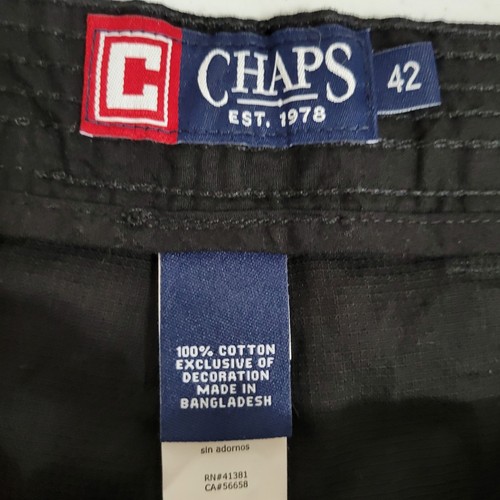 C
CHAPS
EST. 1978
42
100% COTTON
EXCLUSIVE OF
DECORATION
MADE IN
BANGLADESH
sin adornos
RN#41381
CA#56658